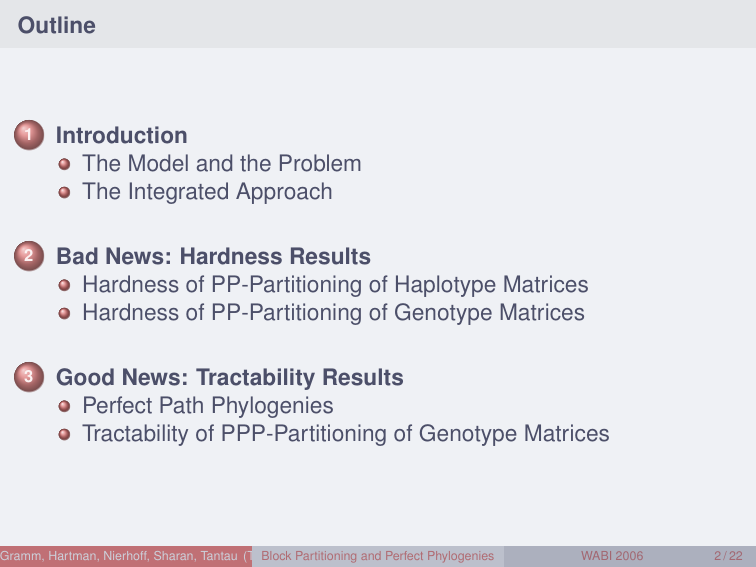 Outline
1 Introduction
The Model and the Problem
The Integrated Approach
2 Bad News: Hardness Results
Hardness of PP-Partitioning of Haplotype Matrices
Hardness of PP-Partitioning of Genotype Matrices
3 Good News: Tractability Results
Perfect Path Phylogenies
Tractability of PPP-Partitioning of Genotype Matrices
Gramm, Hartman, Nierhoff, Sharan, Tantau (T Block Partitioning and Perfect Phylogenies WABI 2006 2 / 22